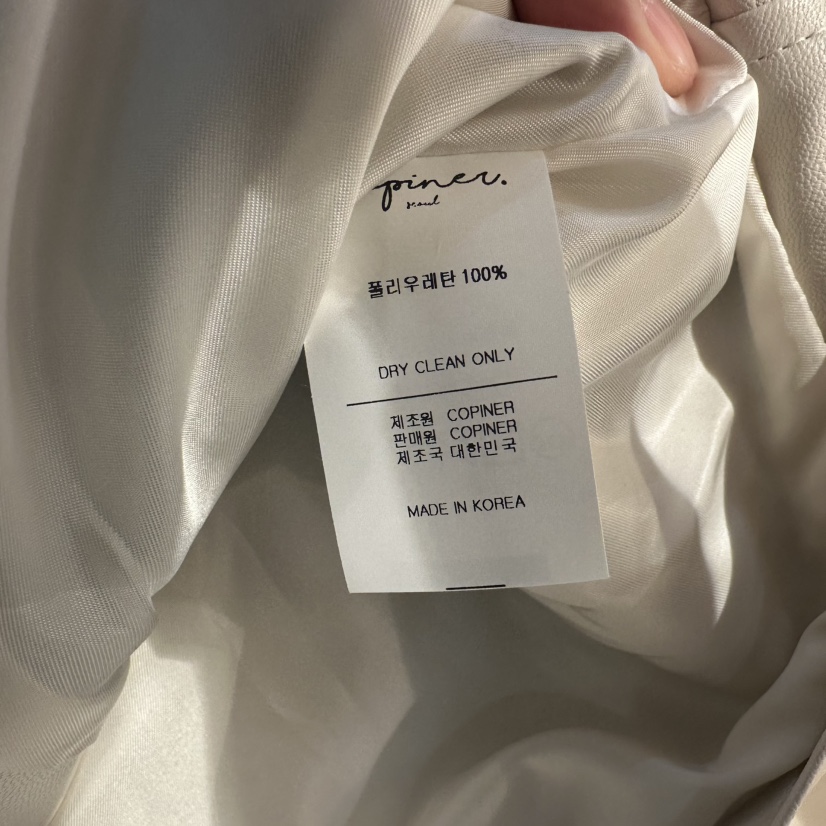 piner.
seoul
폴리우레탄 100%
DRY CLEAN ONLY
제조원 COPINER
판매원 COPINER
제조국 대한민국
MADE IN KOREA